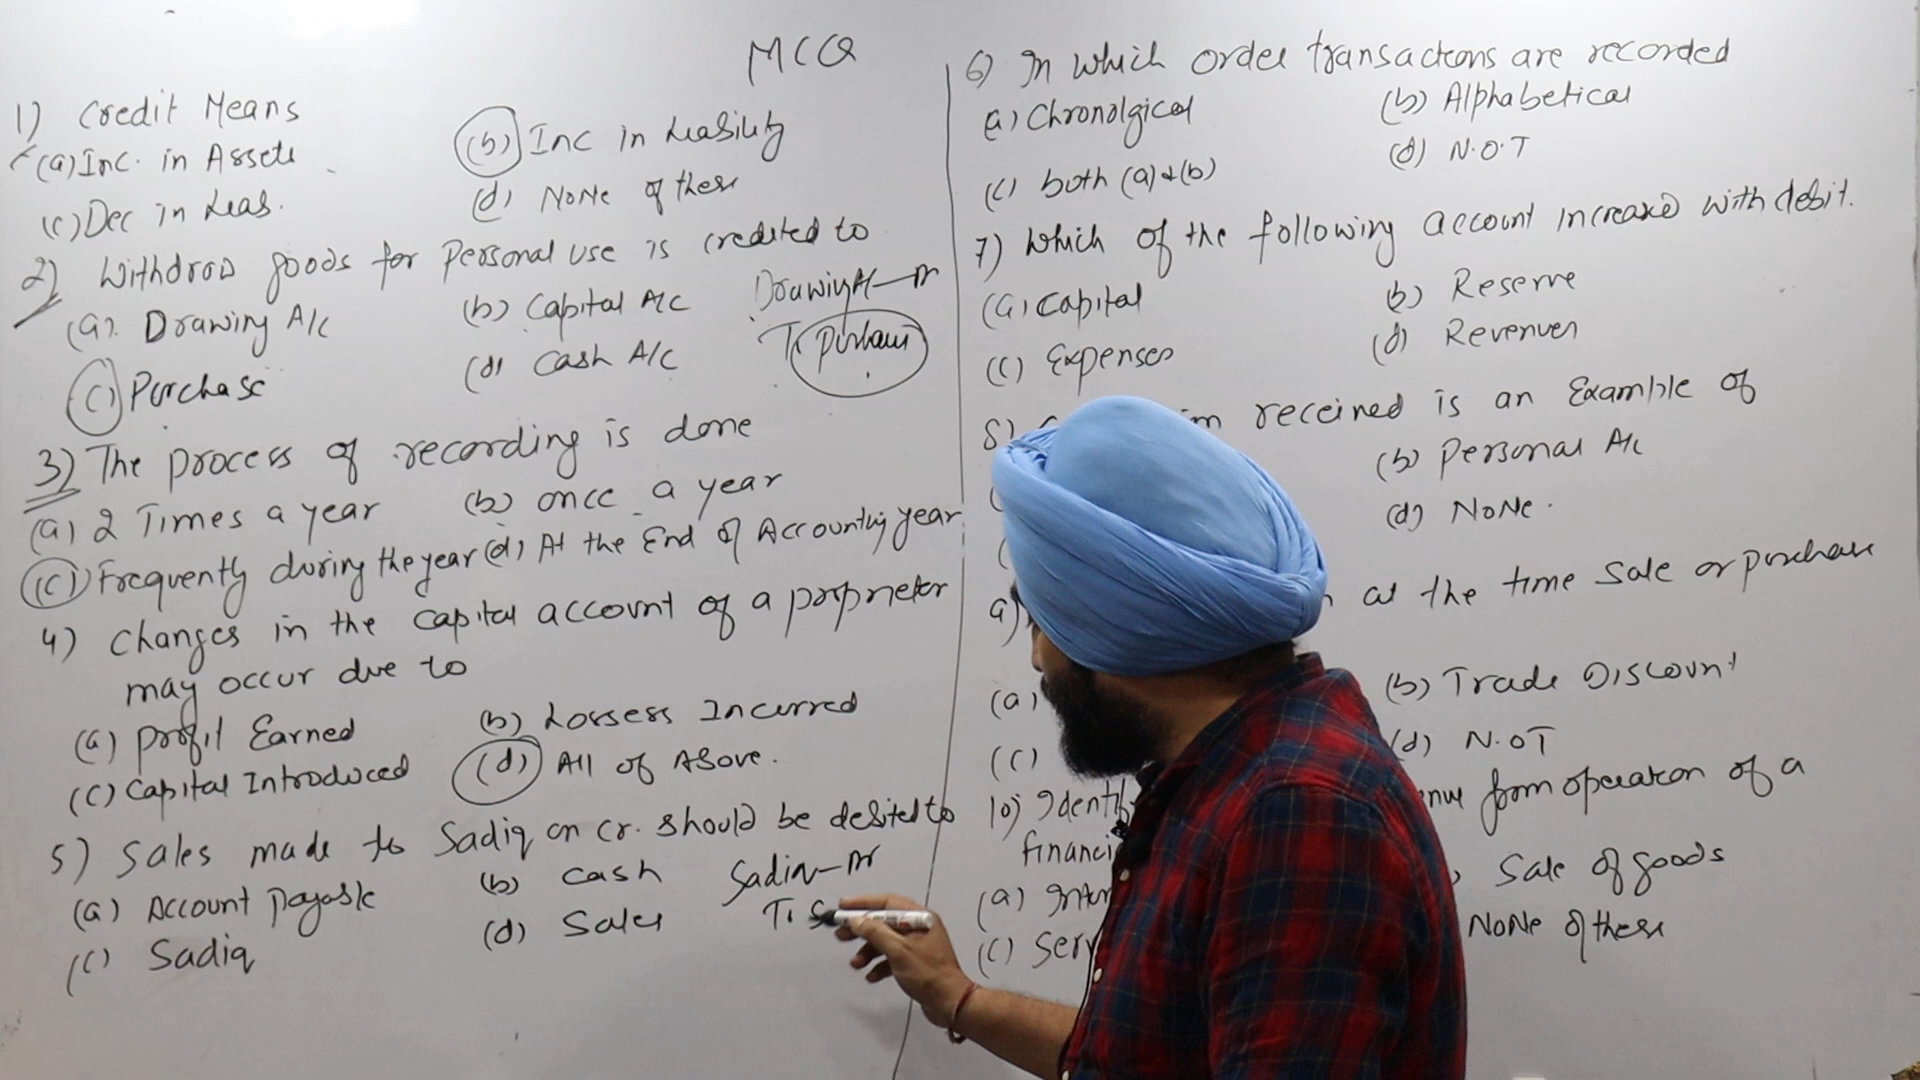 MCQ
1) Credit Means
(a) Inc. in Assets
(b) Inc in Leability
(c) Dec in Leas.
(d) NONe of these
2) Withdraw goods for Personal use is credited to
(a). Drawing A/c
(b) Capital A/c
(c) Purchase
(d) Cash A/c
Drawing A/c - Dr
To Purchase
3) The process of recording is done
(a) 2 Times a year
(b) once a year
(c) Frequently during the year
(d) At the End of Accounting year
4) Changes in the capital account of a proprietor
may occur due to
(a) Profit Earned
(b) Lossess Incurred
(c) Capital Introduced
(d) All of Above.
5) Sales made to Sadiq on Cr. should be debited to
(a) Account Payable
(b) Cash
(c) Sadiq
(d) Sales
Sadiq - Dr
To S
6) In which order transactions are recorded
(a) Chronolgical
(b) Alphabetical
(c) both (a) & (b)
(d) N.O.T
7) Which of the following account increased with debit.
(a) Capital
(b) Reserve
(c) Expenses
(d) Revenues
8) received is an Example of
(b) Personal A/c
(d) NoNe.
9) at the time Sale or purchase
(a)
(b) Trade Discount
(c)
(d) N.OT
10) from operation of a
(a)
Sale of goods
(c)
NoNe of these